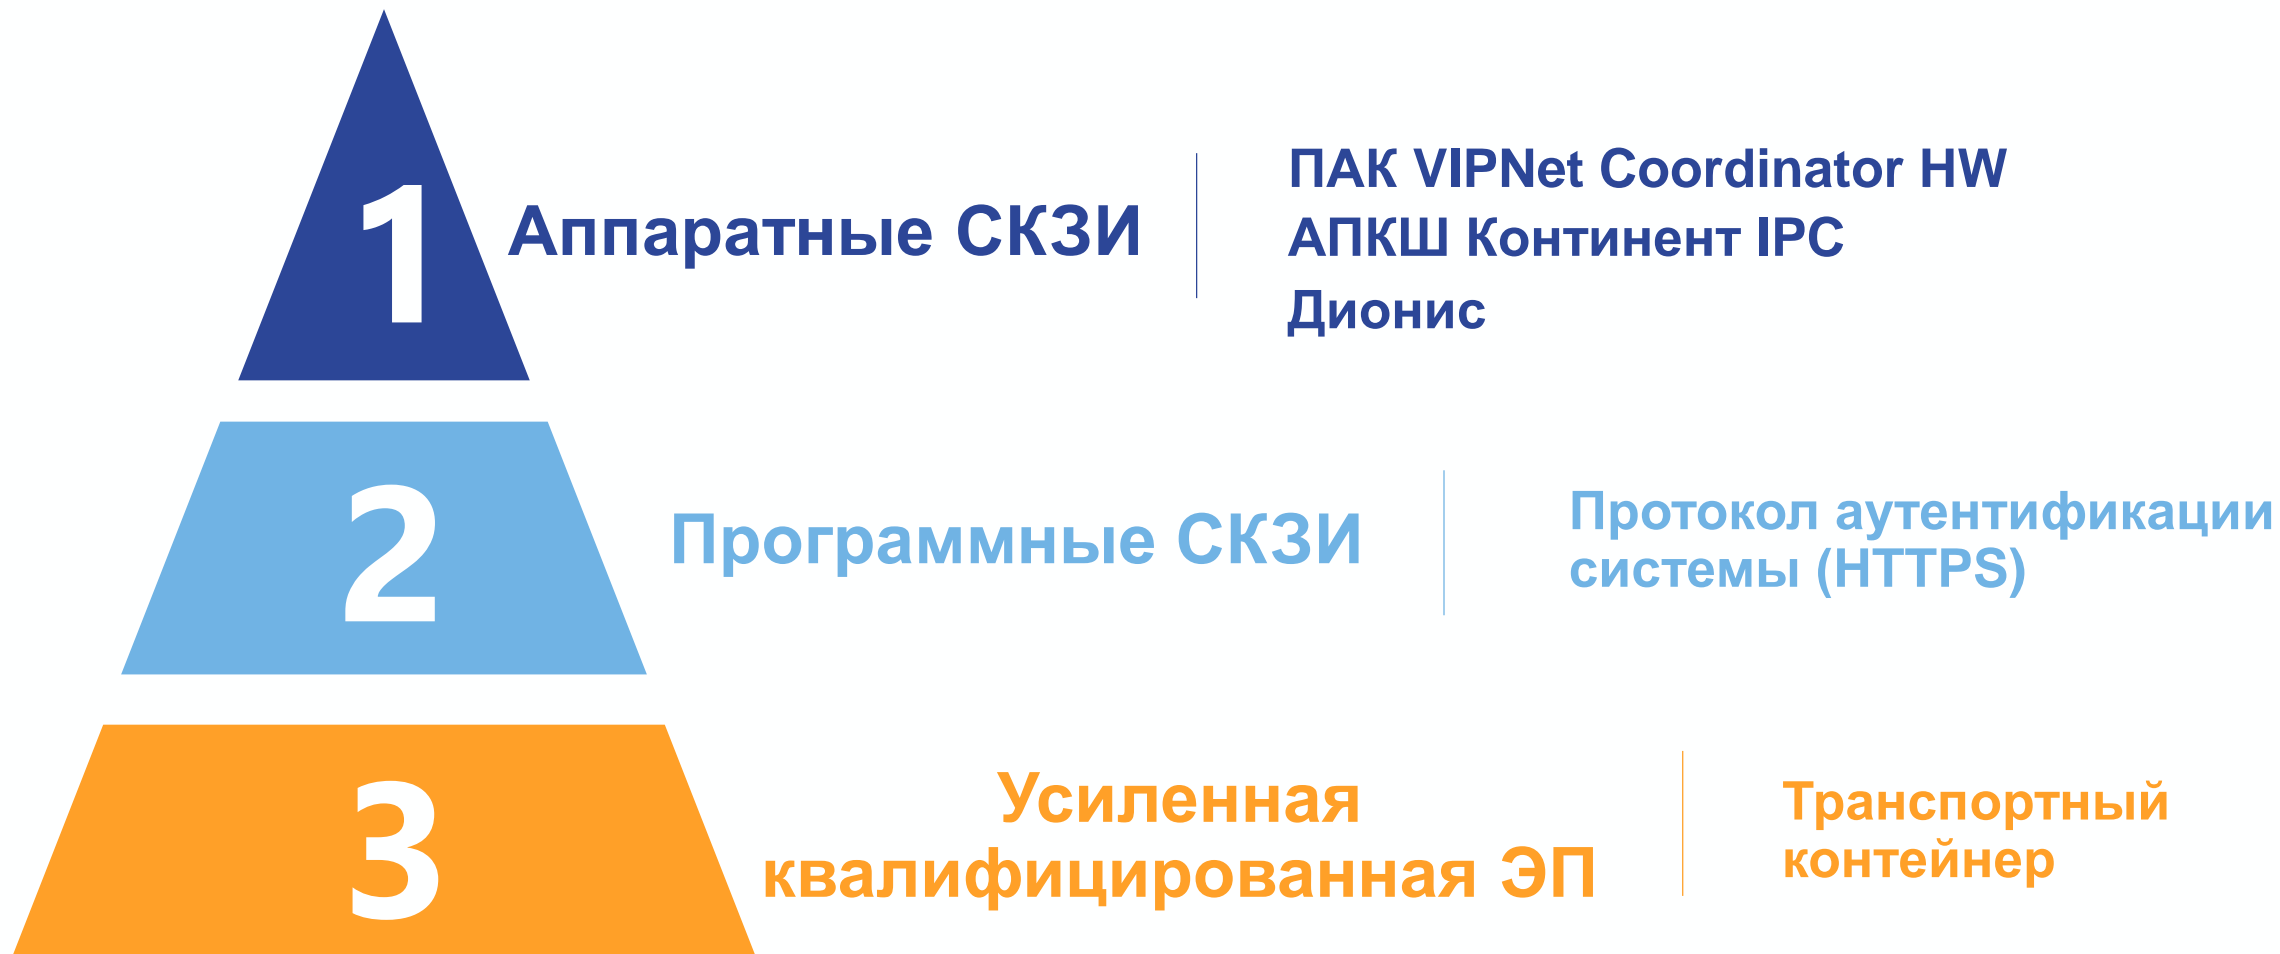 1
Аппаратные СКЗИ
ПАК VIPNet Coordinator HW
АПКШ Континент IPC
Дионис
2
Программные СКЗИ
Протокол аутентификации
системы (HTTPS)
3
Усиленная
квалифицированная ЭП
Транспортный
контейнер